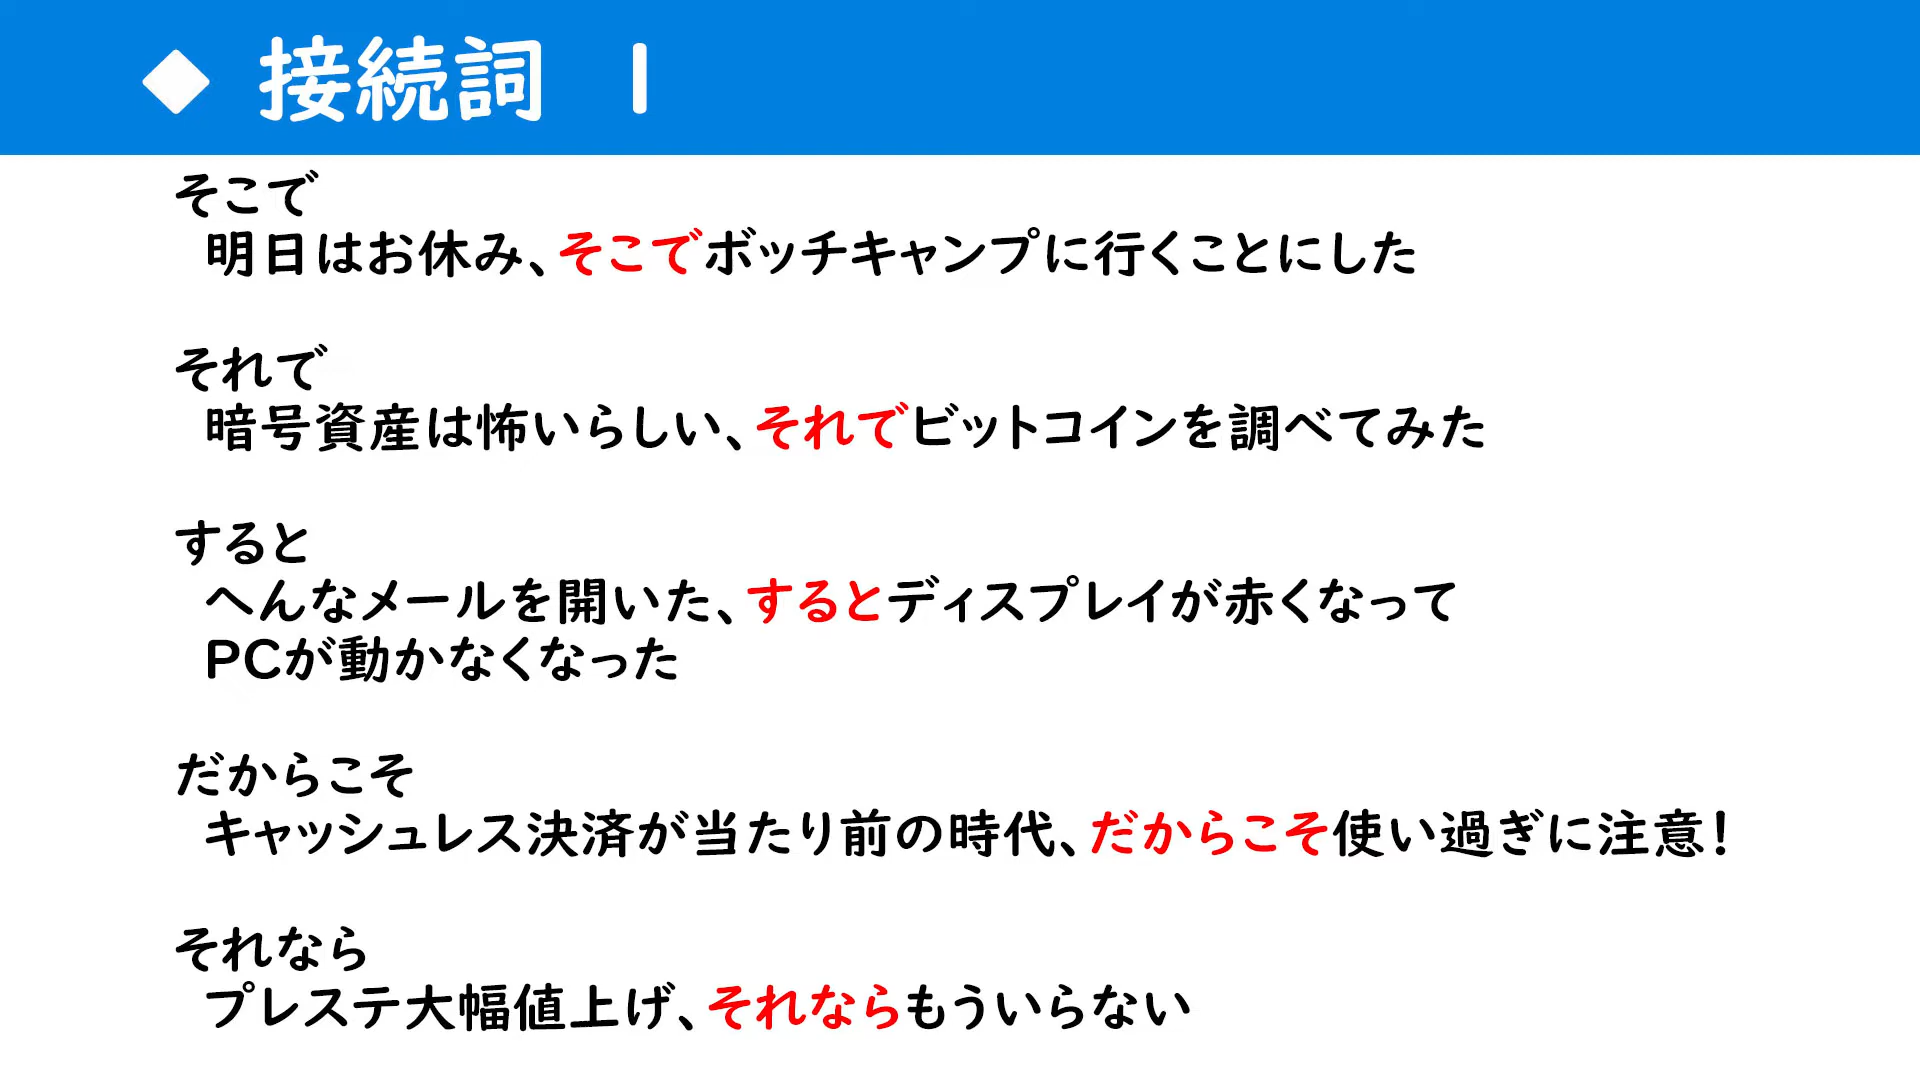 ◆ 接続詞 1
そこで
明日はお休み、そこでボッチキャンプに行くことにした
それで
暗号資産は怖いらしい、それでビットコインを調べてみた
すると
へんなメールを開いた、するとディスプレイが赤くなって
PCが動かなくなった
だからこそ
キャッシュレス決済が当たり前の時代、だからこそ使い過ぎに注意!
それなら
プレステ大幅値上げ、それならもういらない